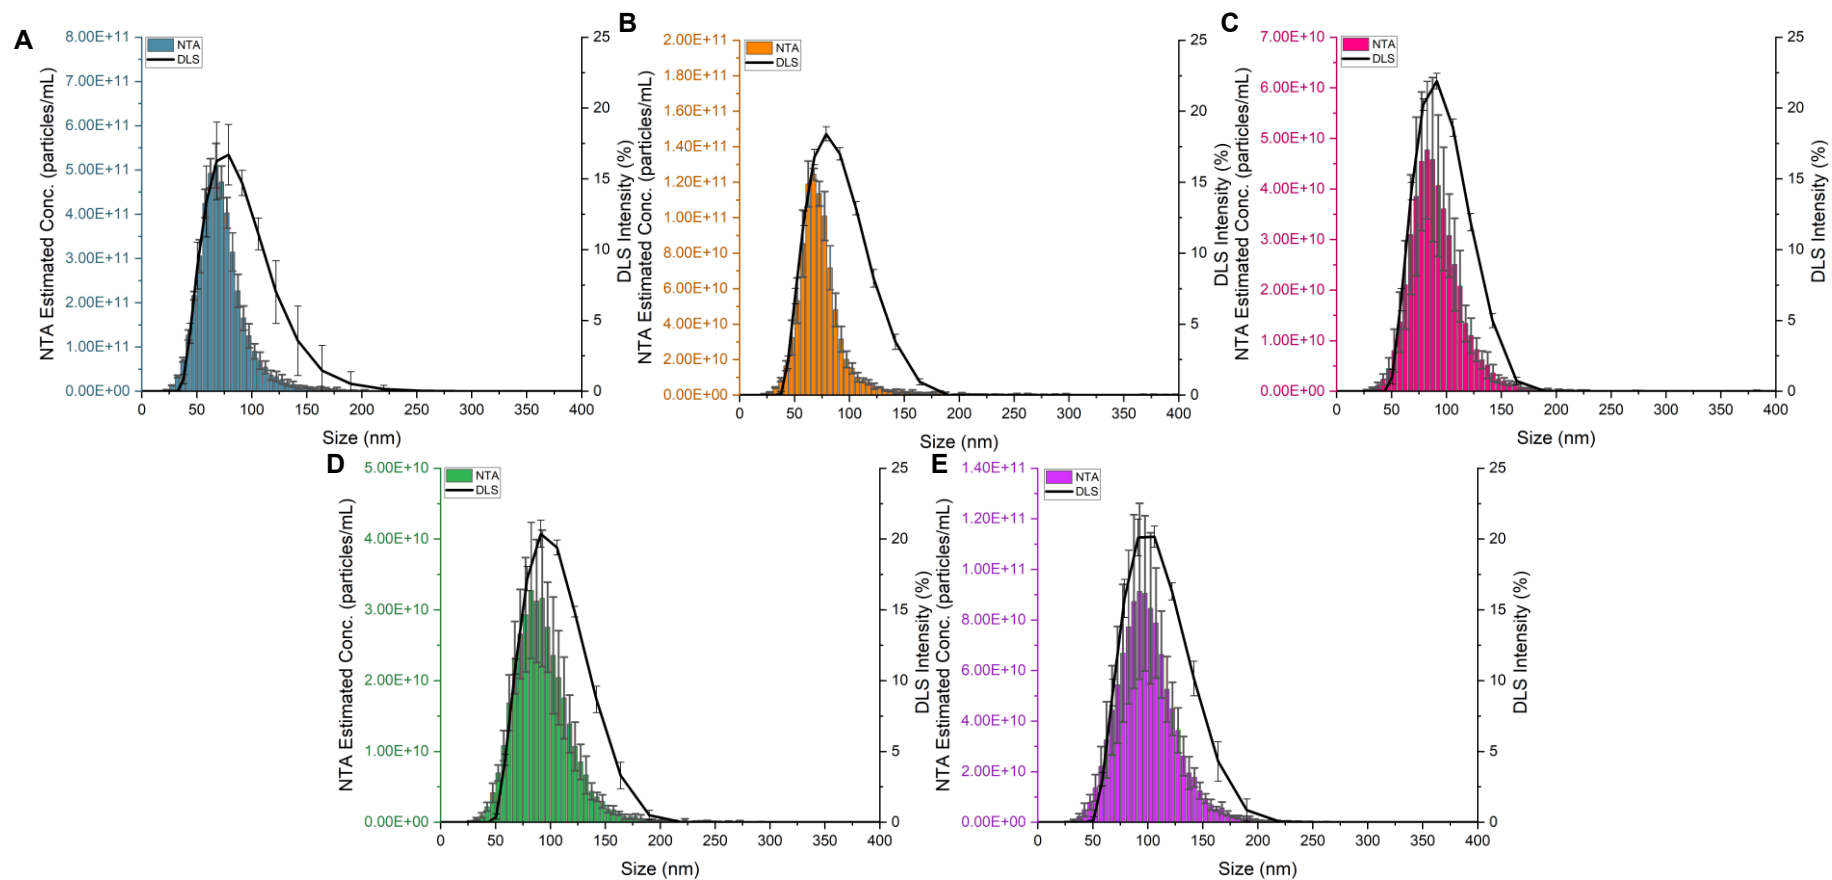 A
NTA Estimated Conc. (particles/mL)
8.00E+11
7.00E+11
6.00E+11
5.00E+11
4.00E+11
3.00E+11
2.00E+11
1.00E+11
0.00E+00
NTA
DLS
25
20
15
10
5
0
DLS Intensity (%)
0 50 100 150 200 250 300 350 400
Size (nm)
B
NTA Estimated Conc. (particles/mL)
2.00E+11
1.80E+11
1.60E+11
1.40E+11
1.20E+11
1.00E+11
8.00E+10
6.00E+10
4.00E+10
2.00E+10
0.00E+00
NTA
DLS
25
20
15
10
5
0
DLS Intensity (%)
0 50 100 150 200 250 300 350 400
Size (nm)
C
NTA Estimated Conc. (particles/mL)
7.00E+10
6.00E+10
5.00E+10
4.00E+10
3.00E+10
2.00E+10
1.00E+10
0.00E+00
NTA
DLS
25
20
15
10
5
0
DLS Intensity (%)
0 50 100 150 200 250 300 350 400
Size (nm)
D
NTA Estimated Conc. (particles/mL)
5.00E+10
4.00E+10
3.00E+10
2.00E+10
1.00E+10
0.00E+00
NTA
DLS
25
20
15
10
5
0
DLS Intensity (%)
0 50 100 150 200 250 300 350 400
Size (nm)
E
NTA Estimated Conc. (particles/mL)
1.40E+11
1.20E+11
1.00E+11
8.00E+10
6.00E+10
4.00E+10
2.00E+10
0.00E+00
NTA
DLS
25
20
15
10
5
0
DLS Intensity (%)
0 50 100 150 200 250 300 350 400
Size (nm)